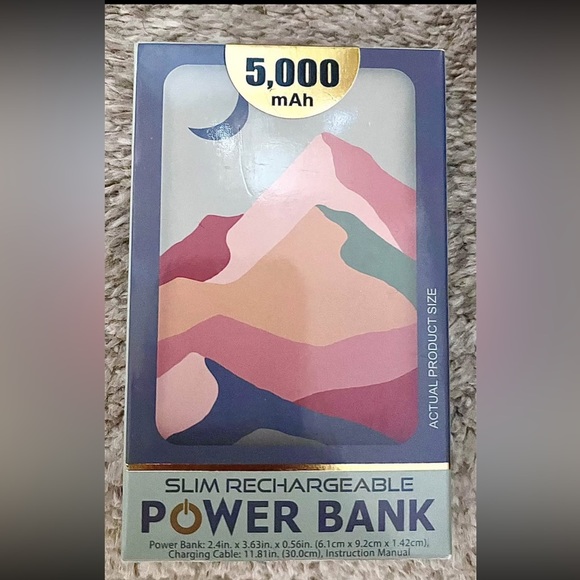 5,000
mAh
ACTUAL PRODUCT SIZE
SLIM RECHARGEABLE
POWER BANK
Power Bank: 2.4in. x 3.63in. x 0.56in. (6.1cm x 9.2cm x 1.42cm),
Charging Cable: 11.81in. (30.0cm), Instruction Manual